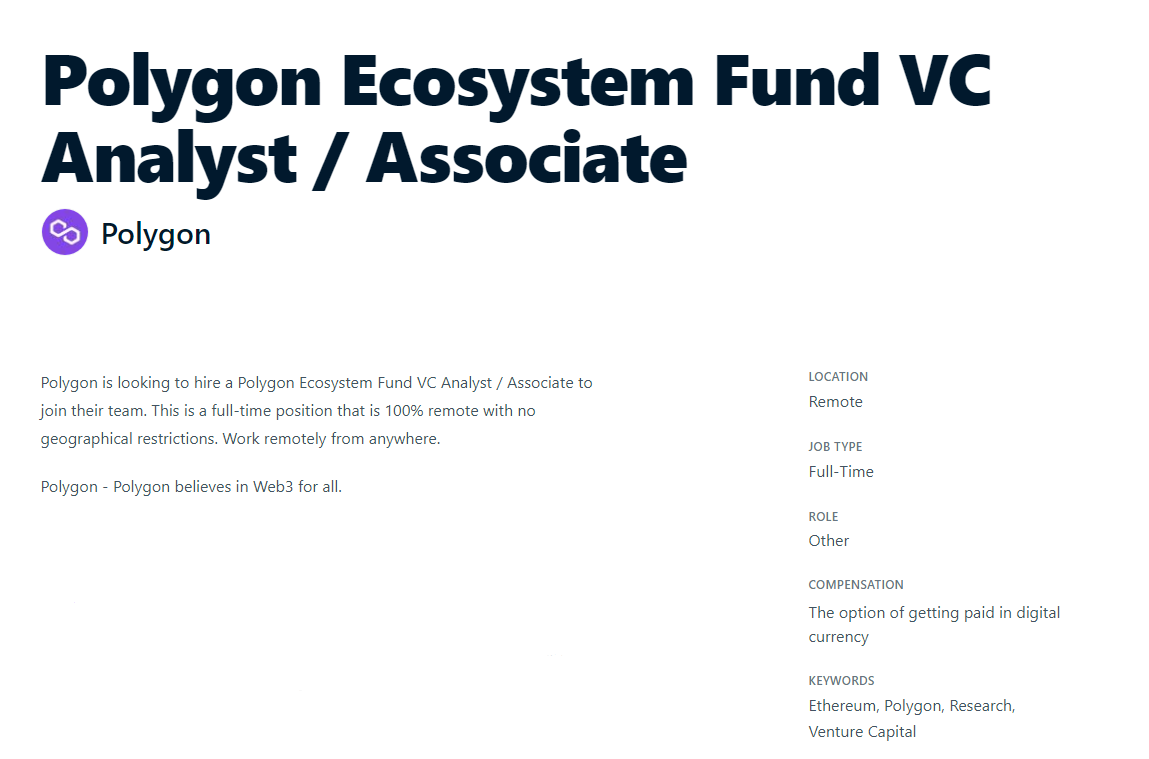 Polygon Ecosystem Fund VC
Analyst / Associate
Polygon
Polygon is looking to hire a Polygon Ecosystem Fund VC Analyst / Associate to
join their team. This is a full-time position that is 100% remote with no
geographical restrictions. Work remotely from anywhere.
Polygon - Polygon believes in Web3 for all.
LOCATION
Remote
JOB TYPE
Full-Time
ROLE
Other
COMPENSATION
The option of getting paid in digital
currency
KEYWORDS
Ethereum, Polygon, Research,
Venture Capital